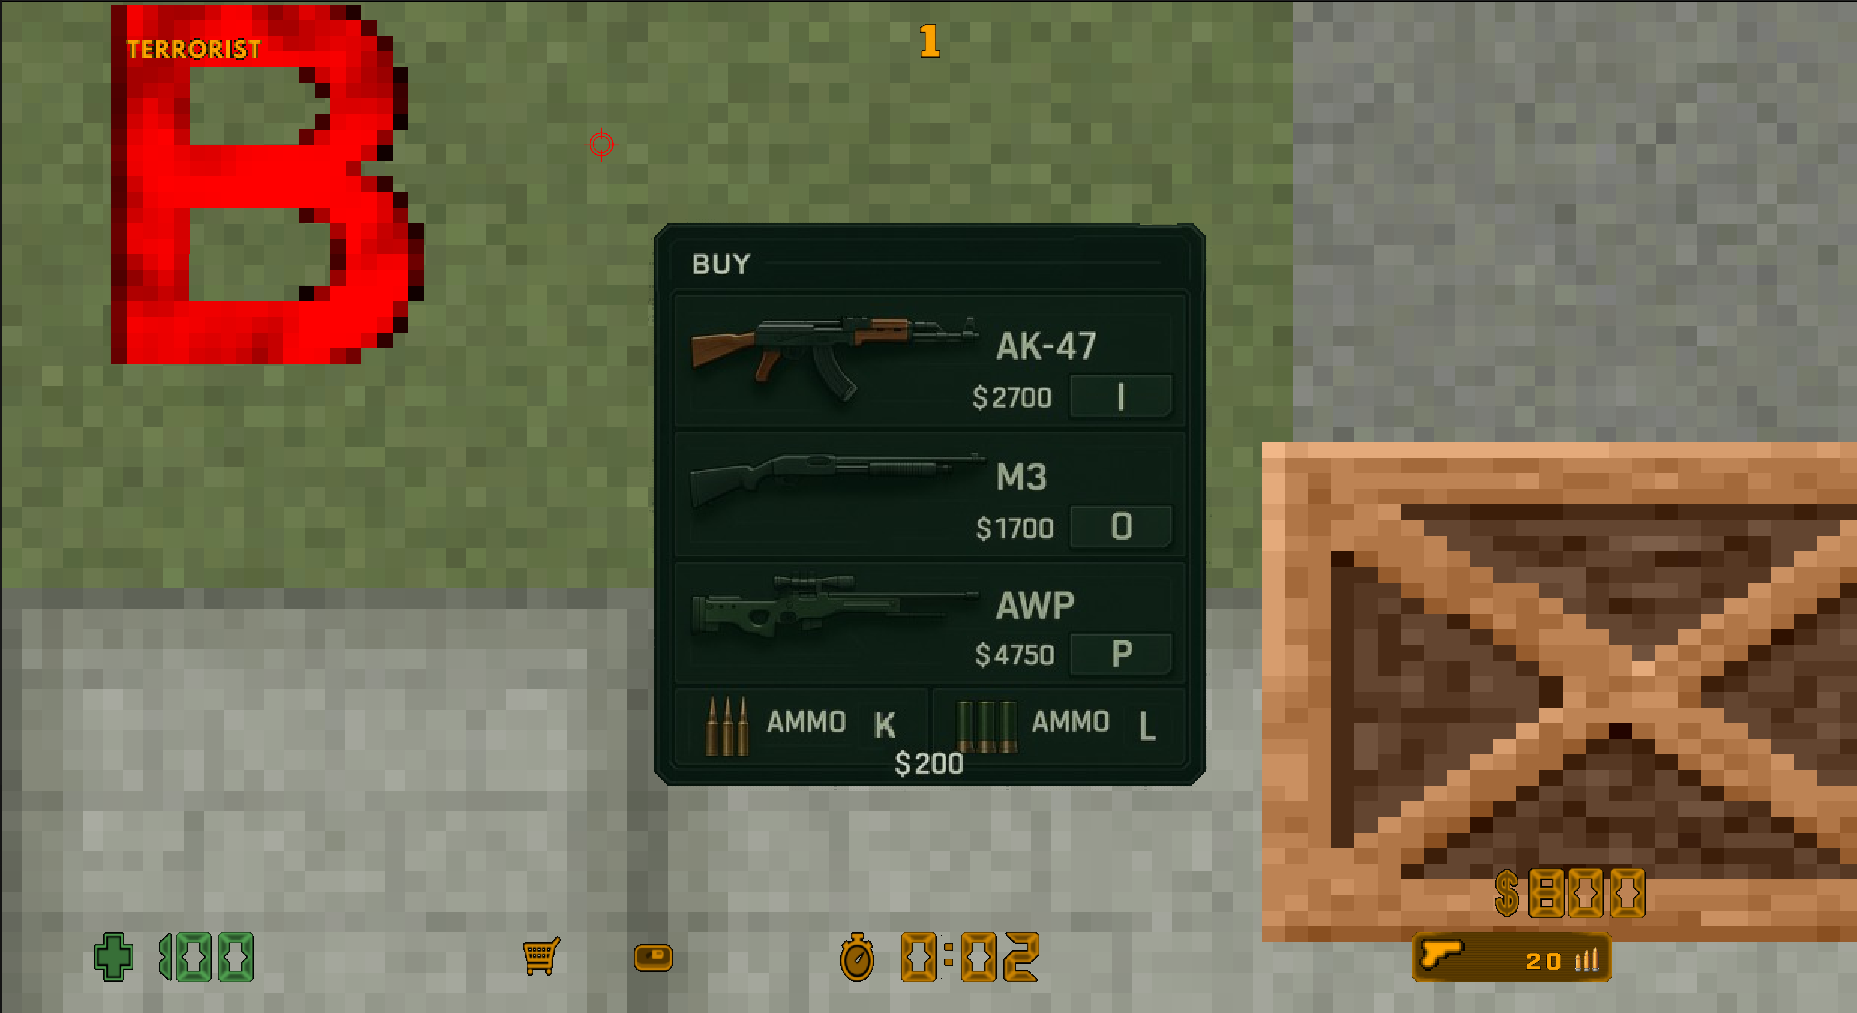 B
TERRORIST
1
BUY
AK-47
$2700 I
M3
$1700 O
AWP
$4750 P
AMMO K AMMO L
$200
$800
100 0:02 20